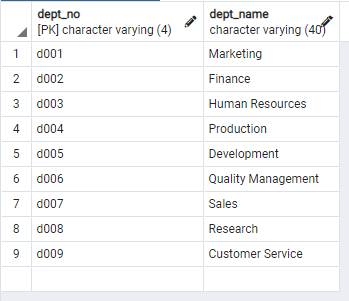 dept_no dept_name
[PK] character varying (4) character varying (40)
1 d001 Marketing
2 d002 Finance
3 d003 Human Resources
4 d004 Production
5 d005 Development
6 d006 Quality Management
7 d007 Sales
8 d008 Research
9 d009 Customer Service